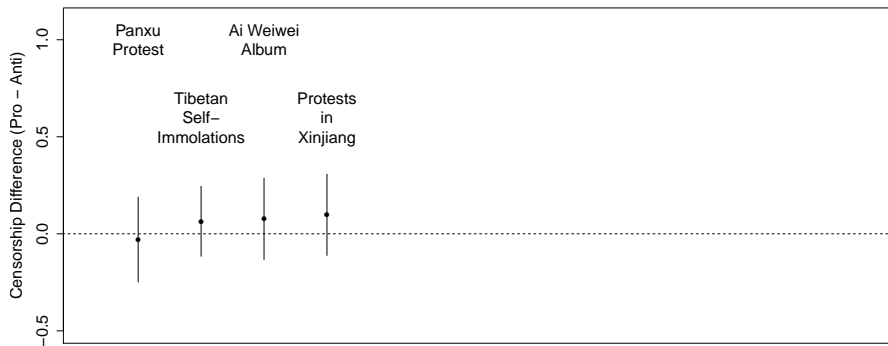 Panxu
Protest
Ai Weiwei
Album
Tibetan
Self−
Immolations
Protests
in
Xinjiang
Censorship Difference (Pro − Anti)
1.0
0.5
0.0
−0.5